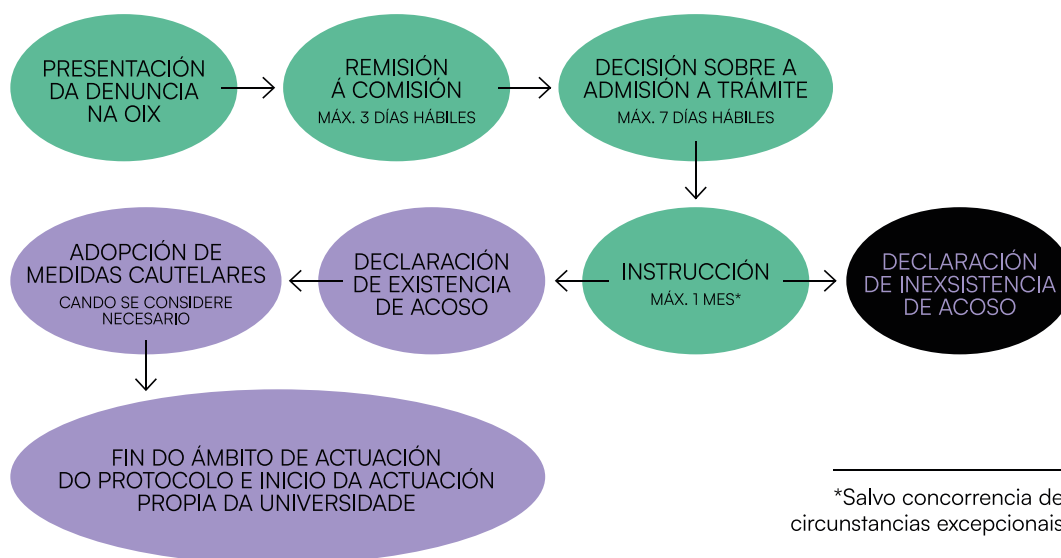 PRESENTACIÓN
DA DENUNCIA
NA OIX
REMISIÓN
Á COMISIÓN
MÁX. 3 DÍAS HÁBILES
DECISIÓN SOBRE A
ADMISIÓN A TRÁMITE
MÁX. 7 DÍAS HÁBILES
ADOPCIÓN DE
MEDIDAS CAUTELARES
CANDO SE CONSIDERE
NECESARIO
DECLARACIÓN
DE EXISTENCIA
DE ACOSO
INSTRUCCIÓN
MÁX. 1 MES*
DECLARACIÓN
DE INEXSISTENCIA
DE ACOSO
FIN DO ÁMBITO DE ACTUACIÓN
DO PROTOCOLO E INICIO DA ACTUACIÓN
PROPIA DA UNIVERSIDADE
*Salvo concorrencia de
circunstancias excepcionais